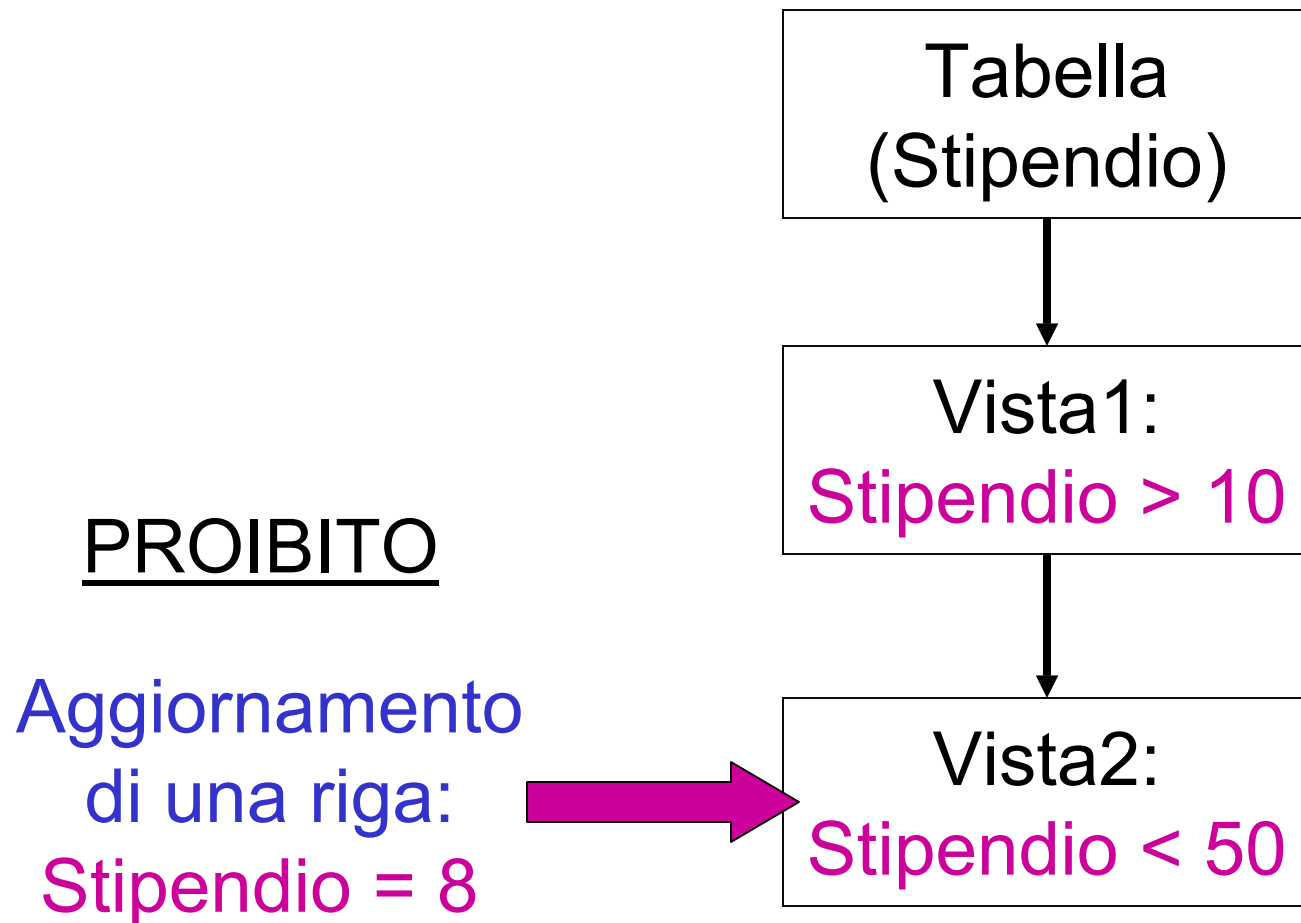 Tabella
(Stipendio)
Vista1:
Stipendio > 10
PROIBITO
Aggiornamento
di una riga:
Stipendio = 8
Vista2:
Stipendio < 50